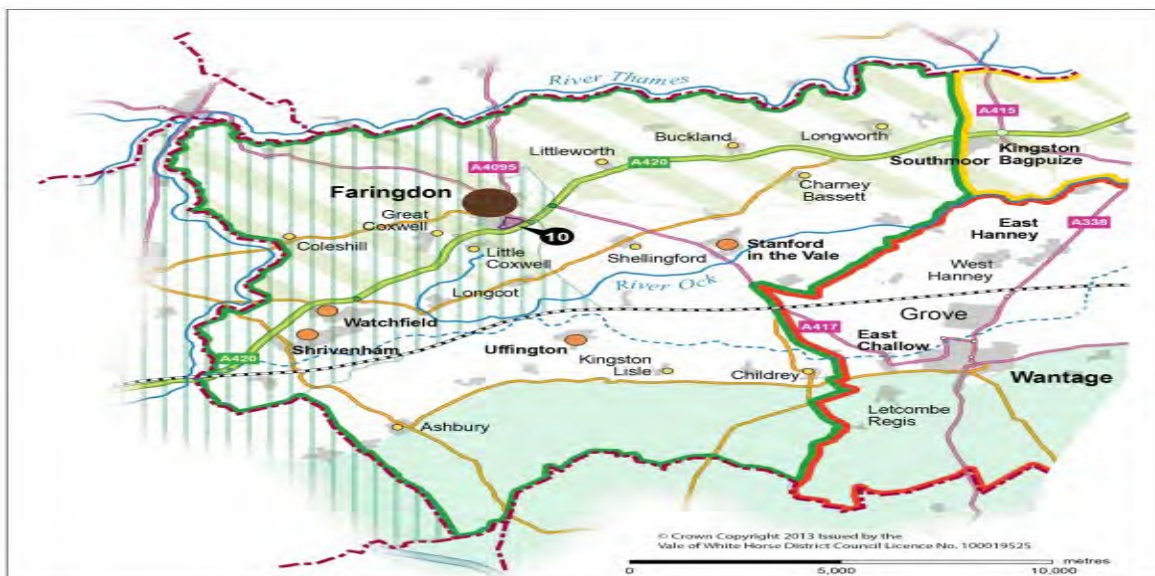 River Thames
A415
Buckland
Longworth
Littleworth
A4095
A420
Southmoor
Kingston
Bagpuize
Faringdon
Charney
Bassett
Great
Coxwell
10
East
Hanney
A338
Coleshill
Little
Coxwell
Stanford
in the Vale
Shellingford
West
Hanney
Longcot
River Ock
Grove
Watchfield
A417
East
Challow
Shrivenham
A420
Uffington
Kingston
Lisle
Childrey
Wantage
Letcombe
Regis
Ashbury
© Crown Copyright 2013 Issued by the
Vale of White Horse District Council Licence No. 100019525
metres
0
5,000
10,000